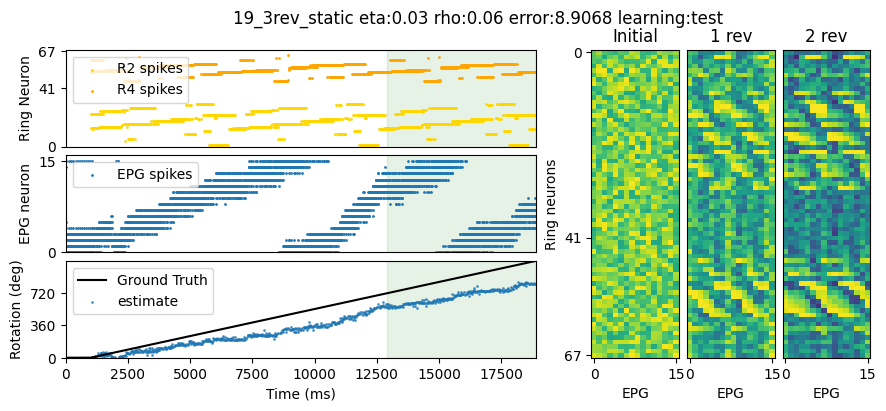 19_3rev_static eta:0.03 rho:0.06 error:8.9068 learning:test
Ring Neuron
67
41
0
R2 spikes
R4 spikes
EPG neuron
15
0
EPG spikes
Rotation (deg)
720
360
0
Ground Truth
estimate
0 2500 5000 7500 10000 12500 15000 17500
Time (ms)
Initial 1 rev 2 rev
Ring neurons
0
41
67
0 15 0 15 0 15
EPG EPG EPG